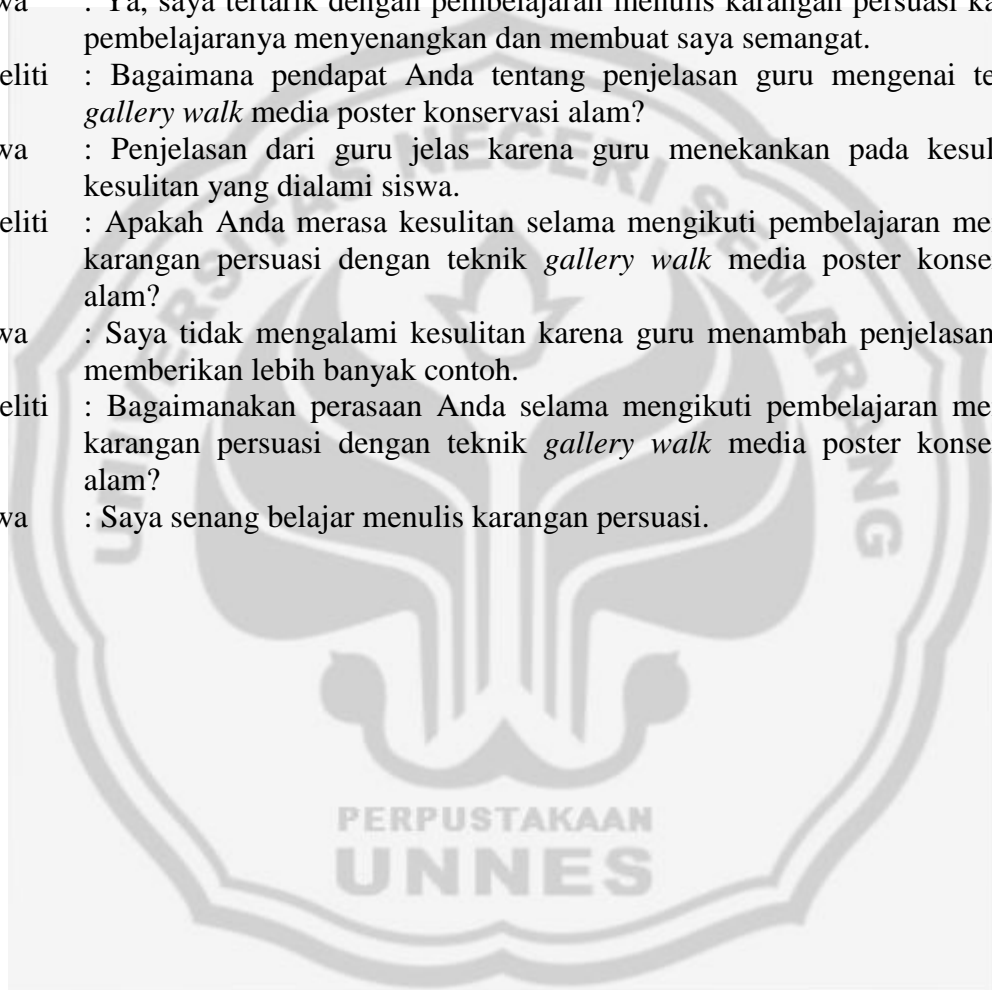 wa : Ya, saya tertarik dengan pembelajaran menulis karangan persuasi ka
pembelajaranya menyenangkan dan membuat saya semangat.
eliti : Bagaimana pendapat Anda tentang penjelasan guru mengenai te
gallery walk media poster konservasi alam?
wa : Penjelasan dari guru jelas karena guru menekankan pada kesul
kesulitan yang dialami siswa.
eliti : Apakah Anda merasa kesulitan selama mengikuti pembelajaran me
karangan persuasi dengan teknik gallery walk media poster konse
alam?
wa : Saya tidak mengalami kesulitan karena guru menambah penjelasan
memberikan lebih banyak contoh.
eliti : Bagaimanakan perasaan Anda selama mengikuti pembelajaran me
karangan persuasi dengan teknik gallery walk media poster konse
alam?
wa : Saya senang belajar menulis karangan persuasi.
UNIVERSITAS NEGERI SEMARANG
PERPUSTAKAAN
UNNES